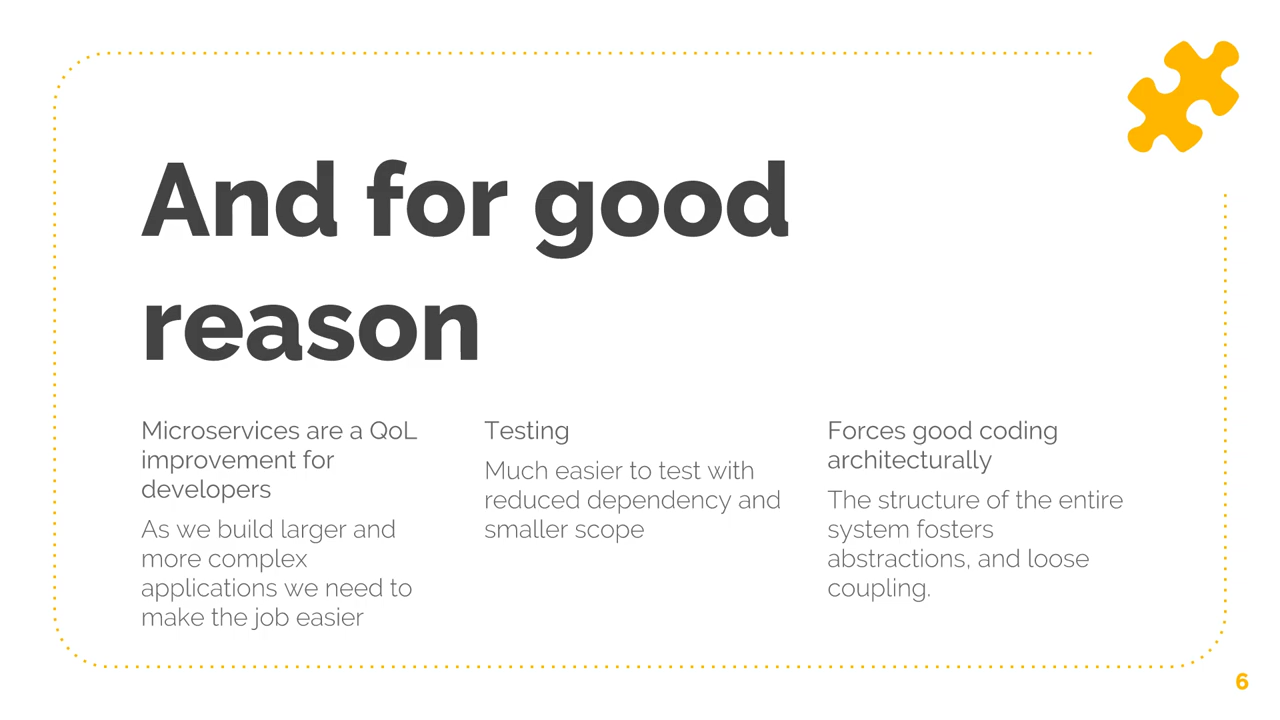 And for good
reason
Microservices are a QoL
improvement for
developers
As we build larger and
more complex
applications we need to
make the job easier
Testing
Much easier to test with
reduced dependency and
smaller scope
Forces good coding
architecturally
The structure of the entire
system fosters
abstractions, and loose
coupling.
6